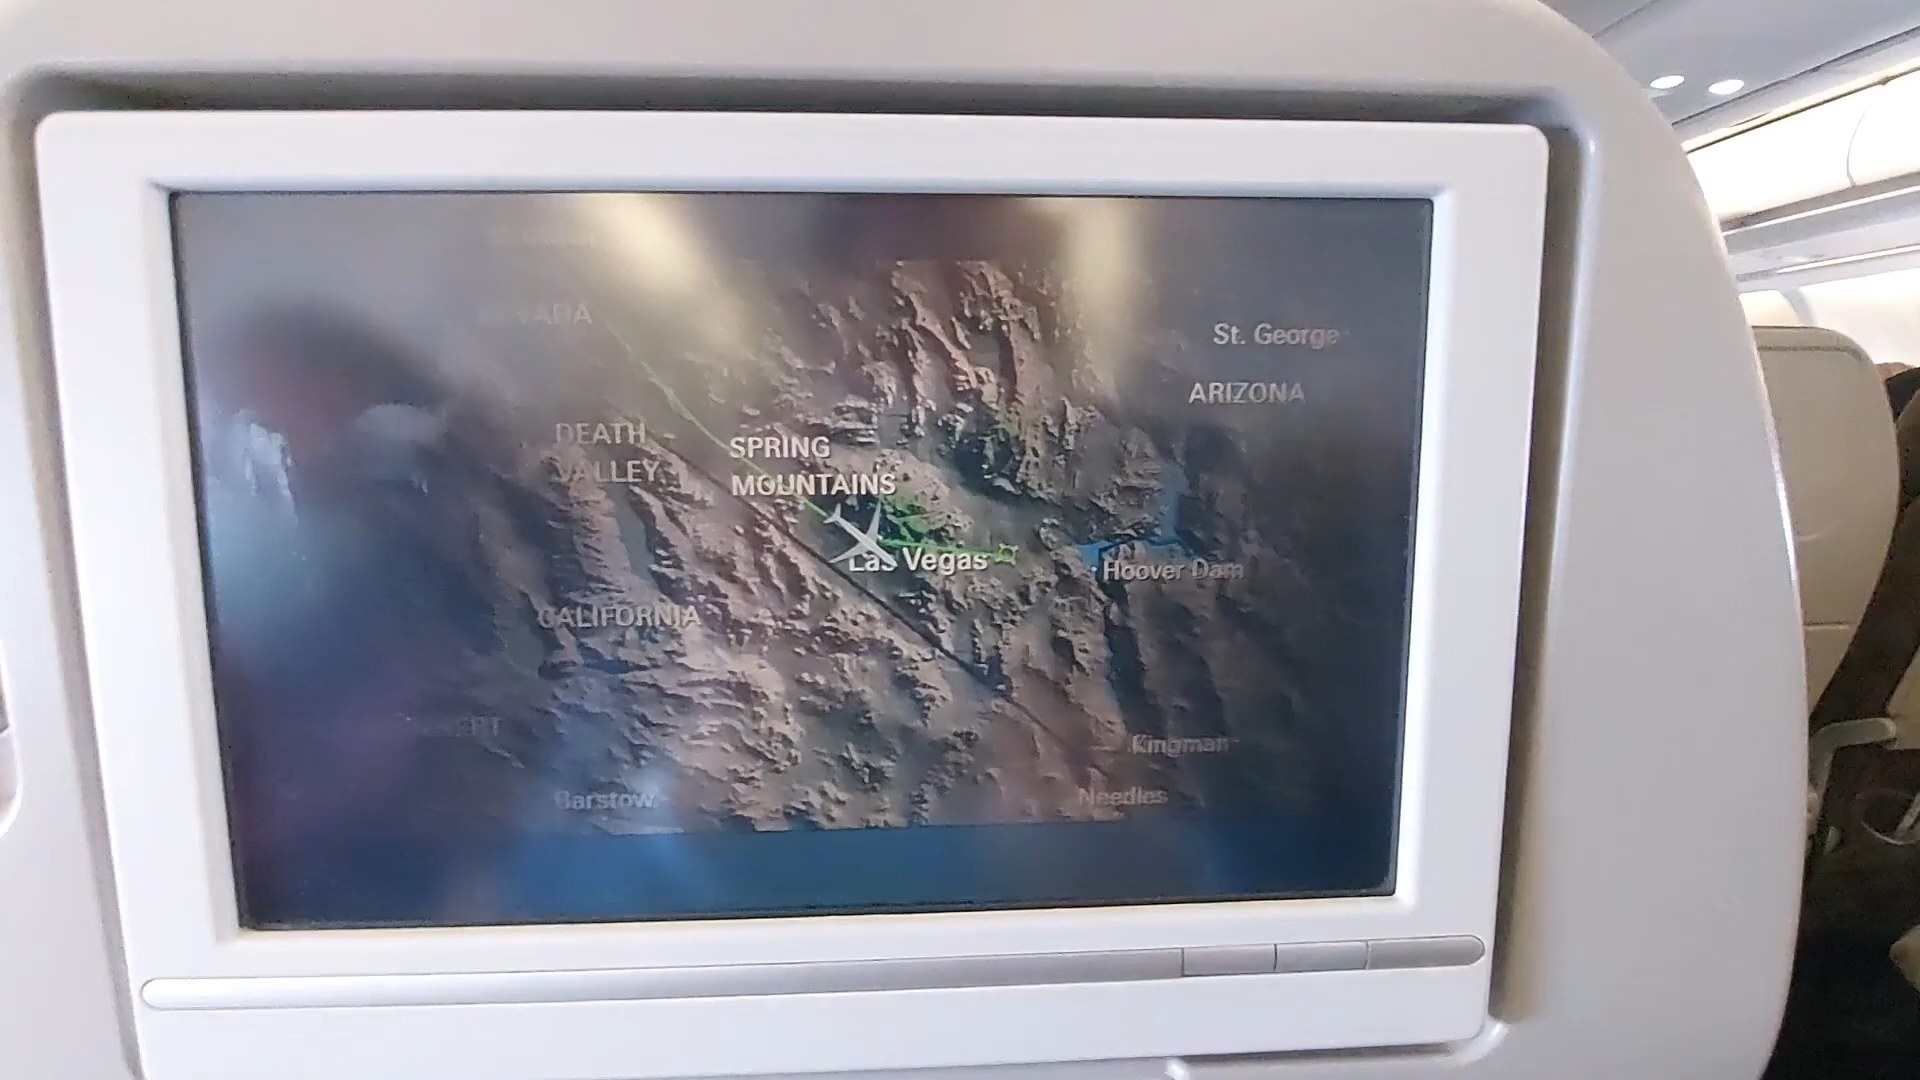 St. George
ARIZONA
DEATH
VALLEY
SPRING
MOUNTAINS
Las Vegas
Hoover Dam
CALIFORNIA
Kingman
Barstow
Needles